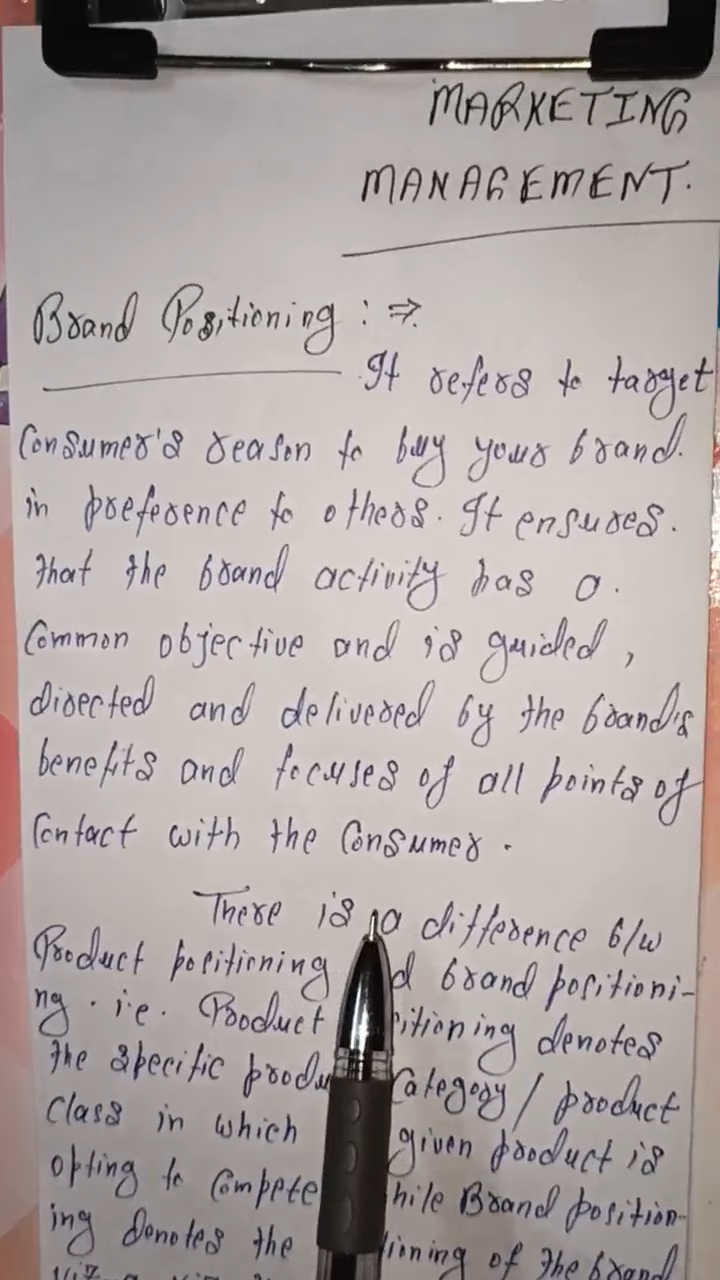 MARKETING
MANAGEMENT.
Brand Positioning : ⇒
It refers to target
Consumer's reason to buy your brand.
in preference to others. It ensures.
that the brand activity has a.
Common objective and is guided,
directed and delivered by the brand's
benefits and focuses of all points of
Contact with the Consumer.
There is a difference b/w
Product positioning brand positioni-
ng. i.e. Product denotes
the specific Category / product
Class in which given product is
opting to Compete Brand position-
ing denotes the of the brand